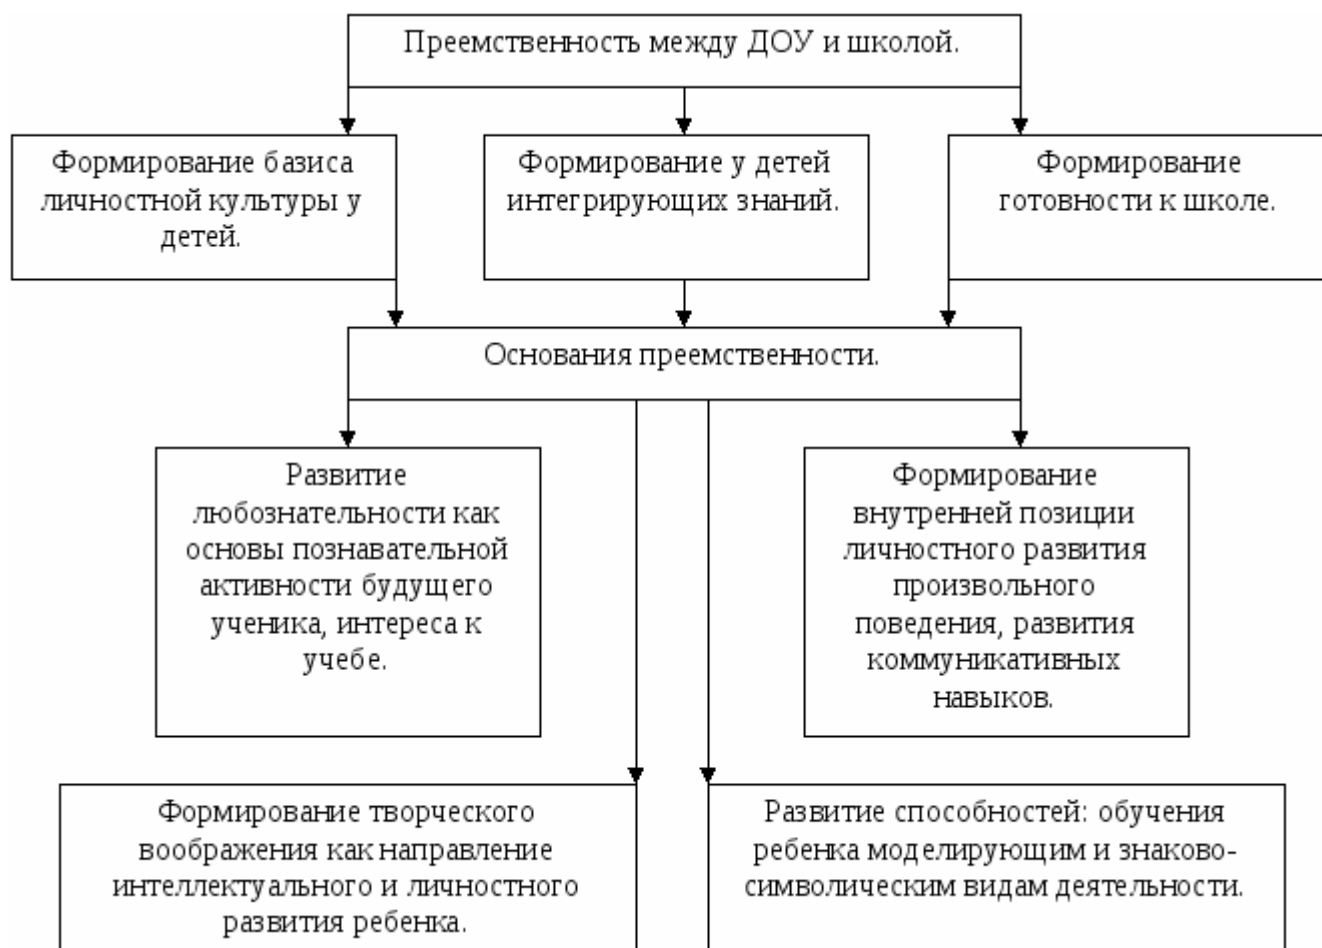 Преемственность между ДОУ и школой.
Формирование базиса
личностной культуры у
детей.
Формирование у детей
интегрирующих знаний.
Формирование
готовности к школе.
Основания преемственности.
Развитие
любознательности как
основы познавательной
активности будущего
ученика, интереса к
учебе.
Формирование
внутренней позиции
личностного развития
произвольного
поведения, развития
коммуникативных
навыков.
Формирование творческого
воображения как направление
интеллектуального и личностного
развития ребенка.
Развитие способностей: обучения
ребенка моделирующим и знаково-
символическим видам деятельности.